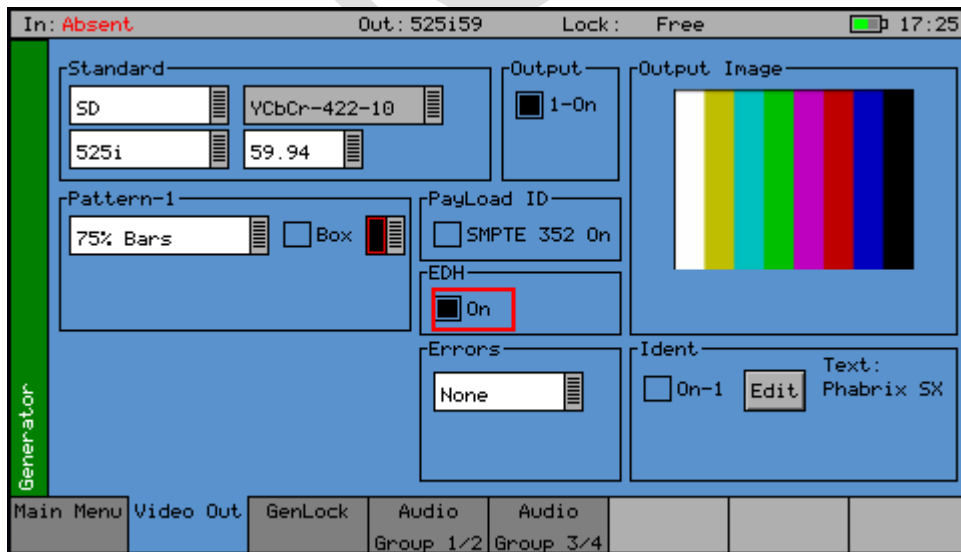 In: Absent Out: 525i59 Lock: Free 17:25
Standard
SD YCbCr-422-10
525i 59.94
Output
1-On
Output Image
Pattern-1
75% Bars Box
PayLoad ID
SMPTE 352 On
EDH
On
Errors
None
Ident
On-1 Edit
Text:
Phabrix SX
Generator
Main Menu Video Out GenLock Audio Group 1/2 Audio Group 3/4